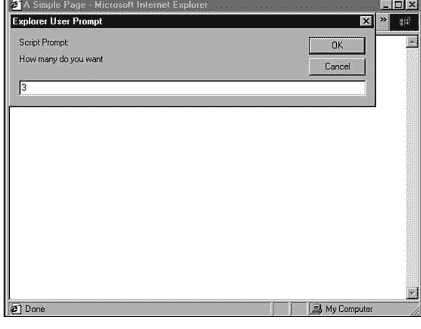 A Simple Page - Microsoft Internet Explorer
Explorer User Prompt
Script Prompt:
How many do you want
OK
Cancel
3
Done
My Computer